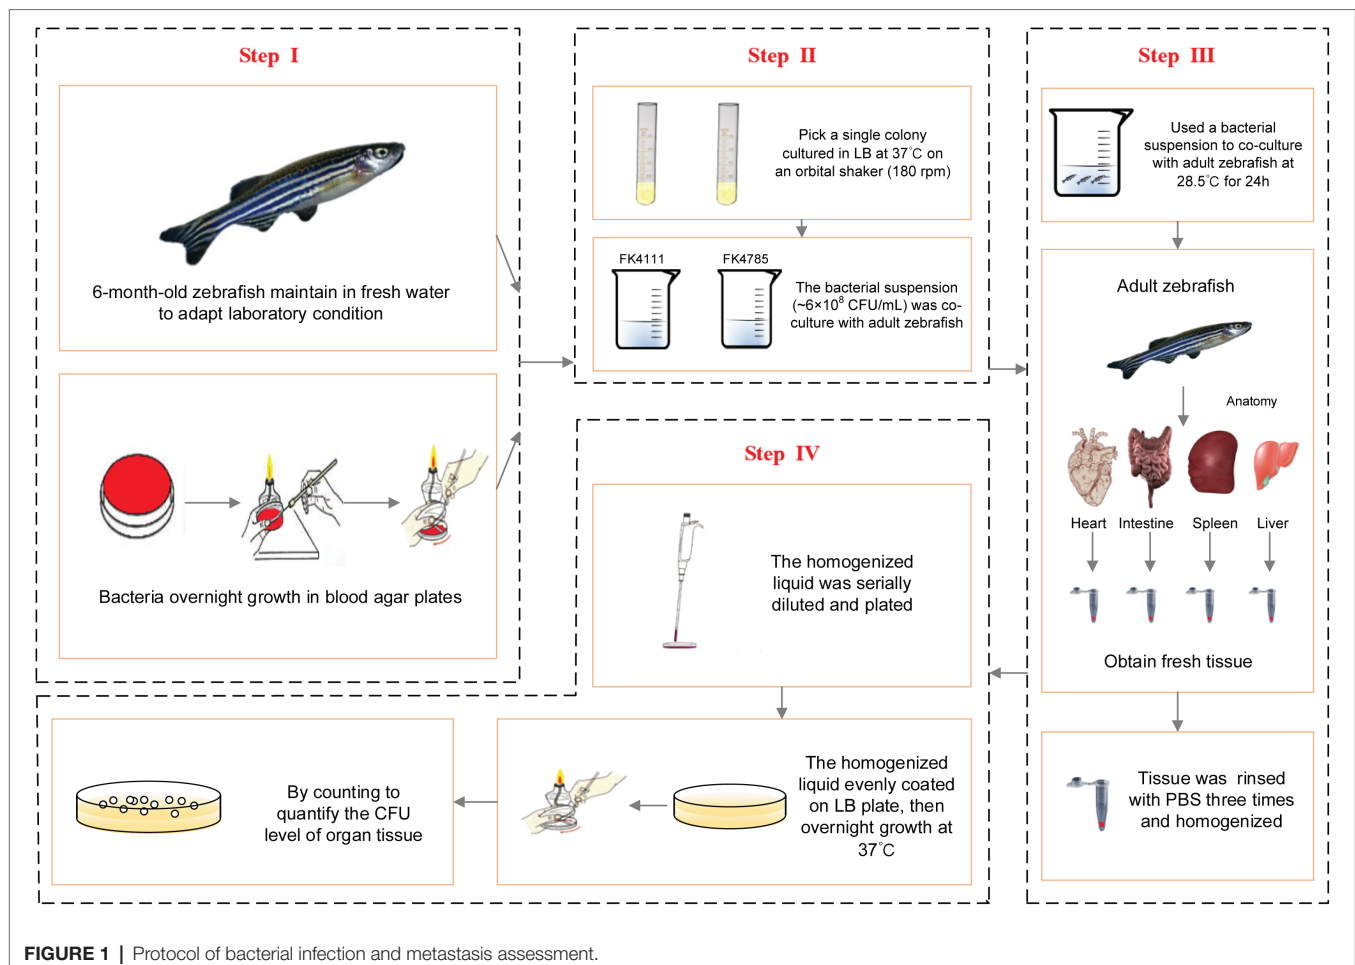 Step I
6-month-old zebrafish maintain in fresh water
to adapt laboratory condition
Bacteria overnight growth in blood agar plates
Step II
Pick a single colony
cultured in LB at 37℃ on
an orbital shaker (180 rpm)
FK4111
FK4785
The bacterial suspension
(~6×10⁸ CFU/mL) was co-
culture with adult zebrafish
Step III
Used a bacterial
suspension to co-culture
with adult zebrafish at
28.5℃ for 24h
Adult zebrafish
Anatomy
Heart Intestine Spleen Liver
Obtain fresh tissue
Tissue was rinsed
with PBS three times
and homogenized
Step IV
The homogenized
liquid was serially
diluted and plated
The homogenized
liquid evenly coated
on LB plate, then
overnight growth at
37℃
By counting to
quantify the CFU
level of organ tissue
FIGURE 1 | Protocol of bacterial infection and metastasis assessment.